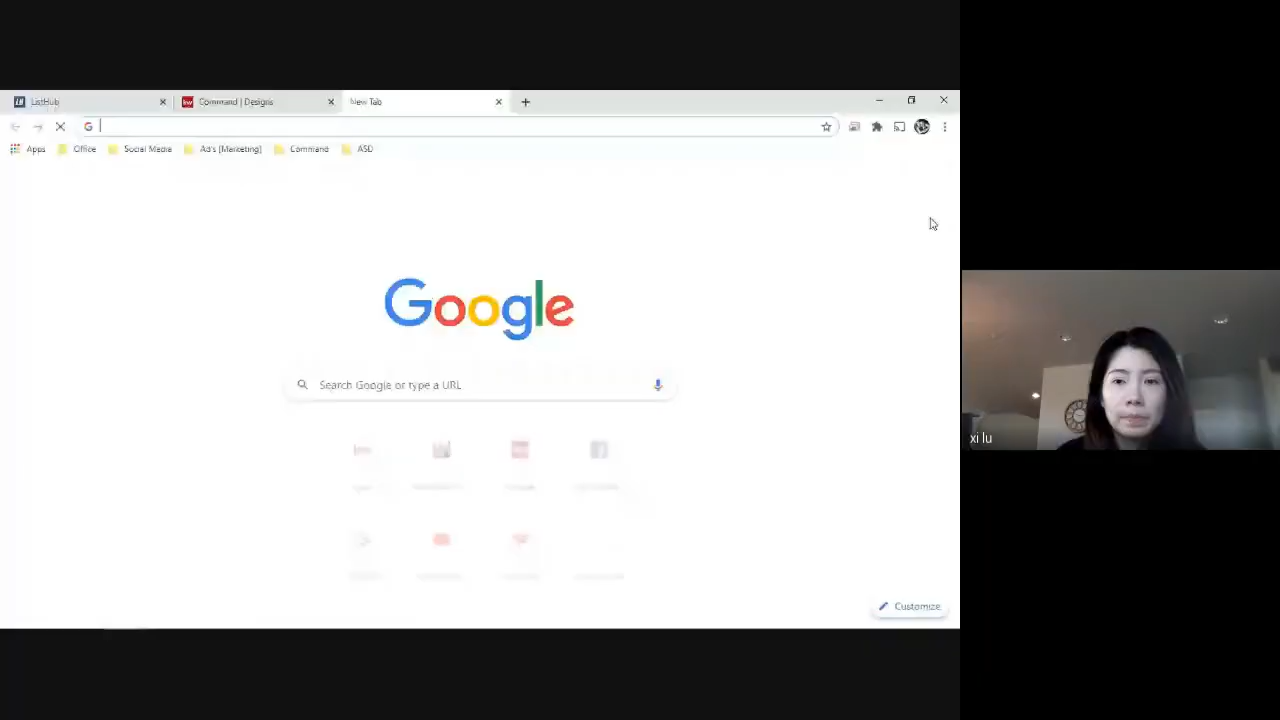 ListHub
Command | Designs
New Tab
Apps
Office
Social Media
Ad's [Marketing]
Command
ASD
Google
Search Google or type a URL
Customize
xi lu